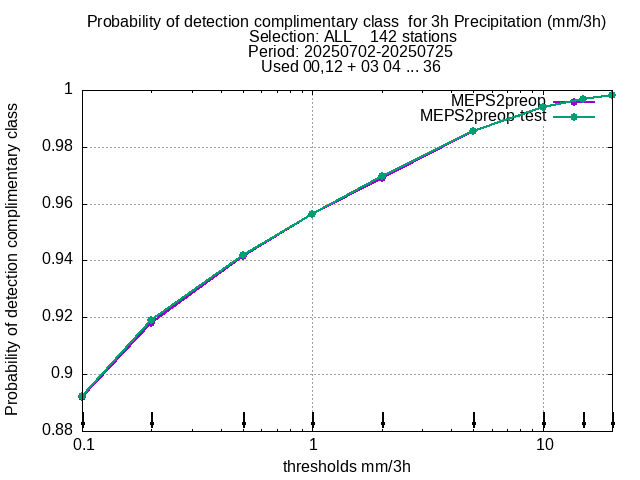 Probability of detection complimentary class  for 3h Precipitation (mm/3h)
Selection: ALL    142 stations
Period: 20250702-20250725
Used 00,12 + 03 04 ... 36
MEPS2preop
MEPS2preop test
Probability of detection complimentary class
1
0.98
0.96
0.94
0.92
0.9
0.88
0.1
1
10
thresholds mm/3h